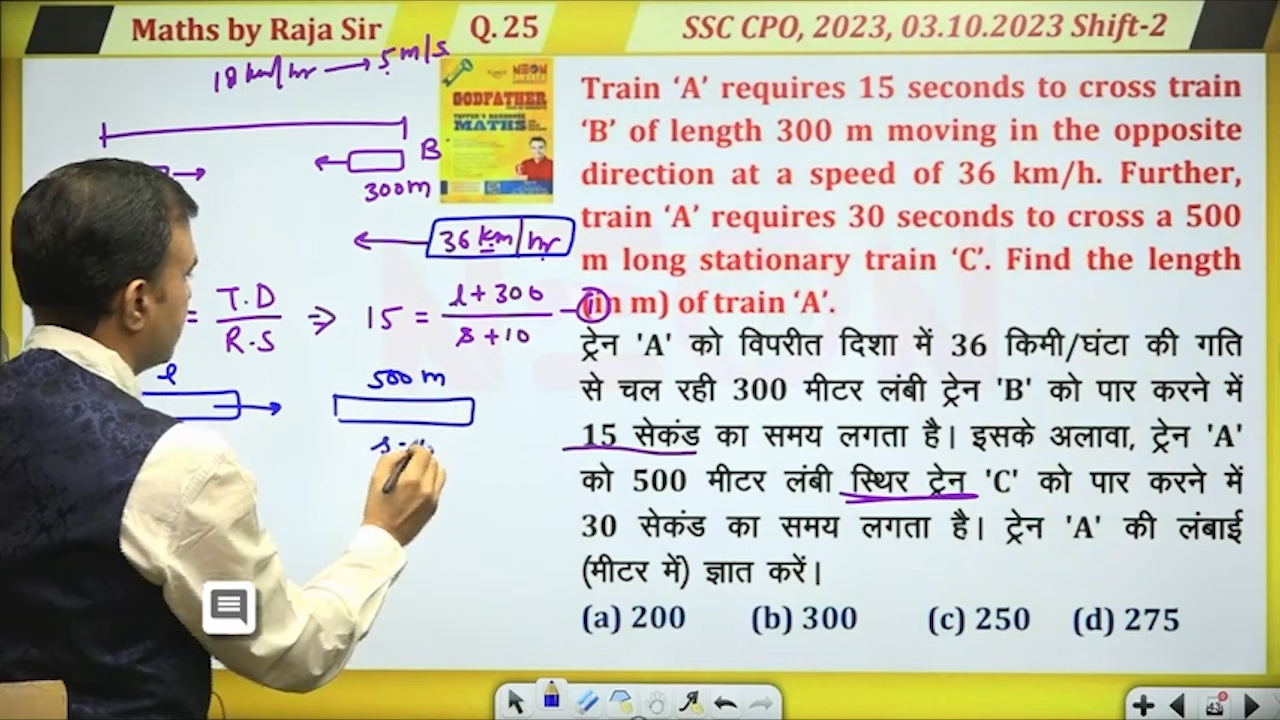 Maths by Raja Sir
Q. 25
SSC CPO, 2023, 03.10.2023 Shift-2
18 km/hr → 5 m/s
NEON
GODFATHER
MATHS
B
300m
36 km/hr
= T.D / R.S ⇒ 15 = l+300 / s+10 — 1
l
500 m
Train ‘A’ requires 15 seconds to cross train
‘B’ of length 300 m moving in the opposite
direction at a speed of 36 km/h. Further,
train ‘A’ requires 30 seconds to cross a 500
m long stationary train ‘C’. Find the length
(in m) of train ‘A’.
ट्रेन 'A' को विपरीत दिशा में 36 किमी/घंटा की गति
से चल रही 300 मीटर लंबी ट्रेन 'B' को पार करने में
15 सेकंड का समय लगता है। इसके अलावा, ट्रेन 'A'
को 500 मीटर लंबी स्थिर ट्रेन 'C' को पार करने में
30 सेकंड का समय लगता है। ट्रेन 'A' की लंबाई
(मीटर में) ज्ञात करें।
(a) 200 (b) 300 (c) 250 (d) 275
43